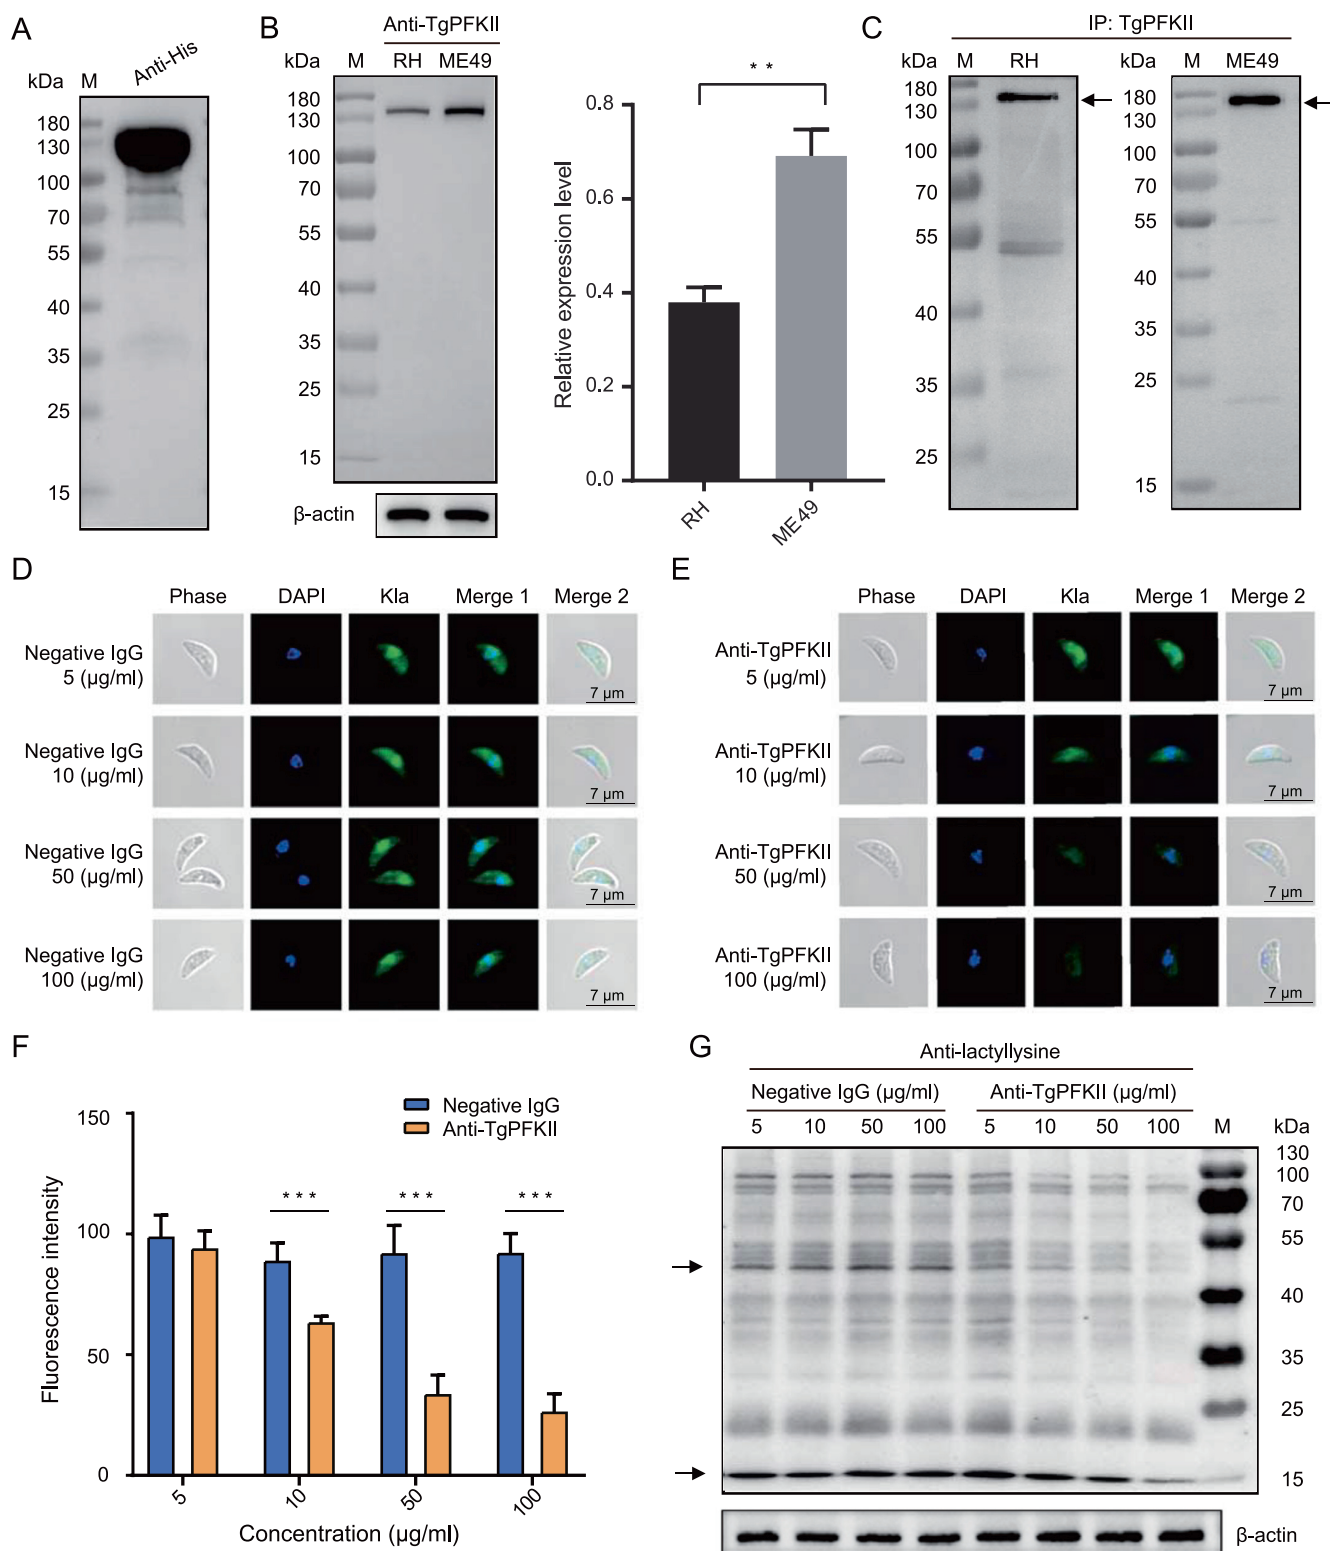 A
kDa
M
Anti-His
180
130
100
70
55
40
35
25
15
B
Anti-TgPFKII
kDa
M
RH
ME49
180
130
100
70
55
40
35
25
15
β-actin
* *
Relative expression level
0.8
0.6
0.4
0.2
0.0
RH
ME49
C
IP: TgPFKII
kDa
M
RH
180
130
100
70
55
40
35
25
kDa
M
ME49
180
130
100
70
55
40
35
25
15
D
Phase DAPI Kla Merge 1 Merge 2
Negative IgG
5 (µg/ml)
7 µm
Negative IgG
10 (µg/ml)
7 µm
Negative IgG
50 (µg/ml)
7 µm
Negative IgG
100 (µg/ml)
7 µm
E
Phase DAPI Kla Merge 1 Merge 2
Anti-TgPFKII
5 (µg/ml)
7 µm
Anti-TgPFKII
10 (µg/ml)
7 µm
Anti-TgPFKII
50 (µg/ml)
7 µm
Anti-TgPFKII
100 (µg/ml)
7 µm
F
Negative IgG
Anti-TgPFKII
Fluorescence intensity
150
100
50
0
* * *
* * *
* * *
5
10
50
100
Concentration (µg/ml)
G
Anti-lactyllysine
Negative IgG (µg/ml) Anti-TgPFKII (µg/ml)
5 10 50 100 5 10 50 100 M kDa
130
100
70
55
40
35
25
15
β-actin